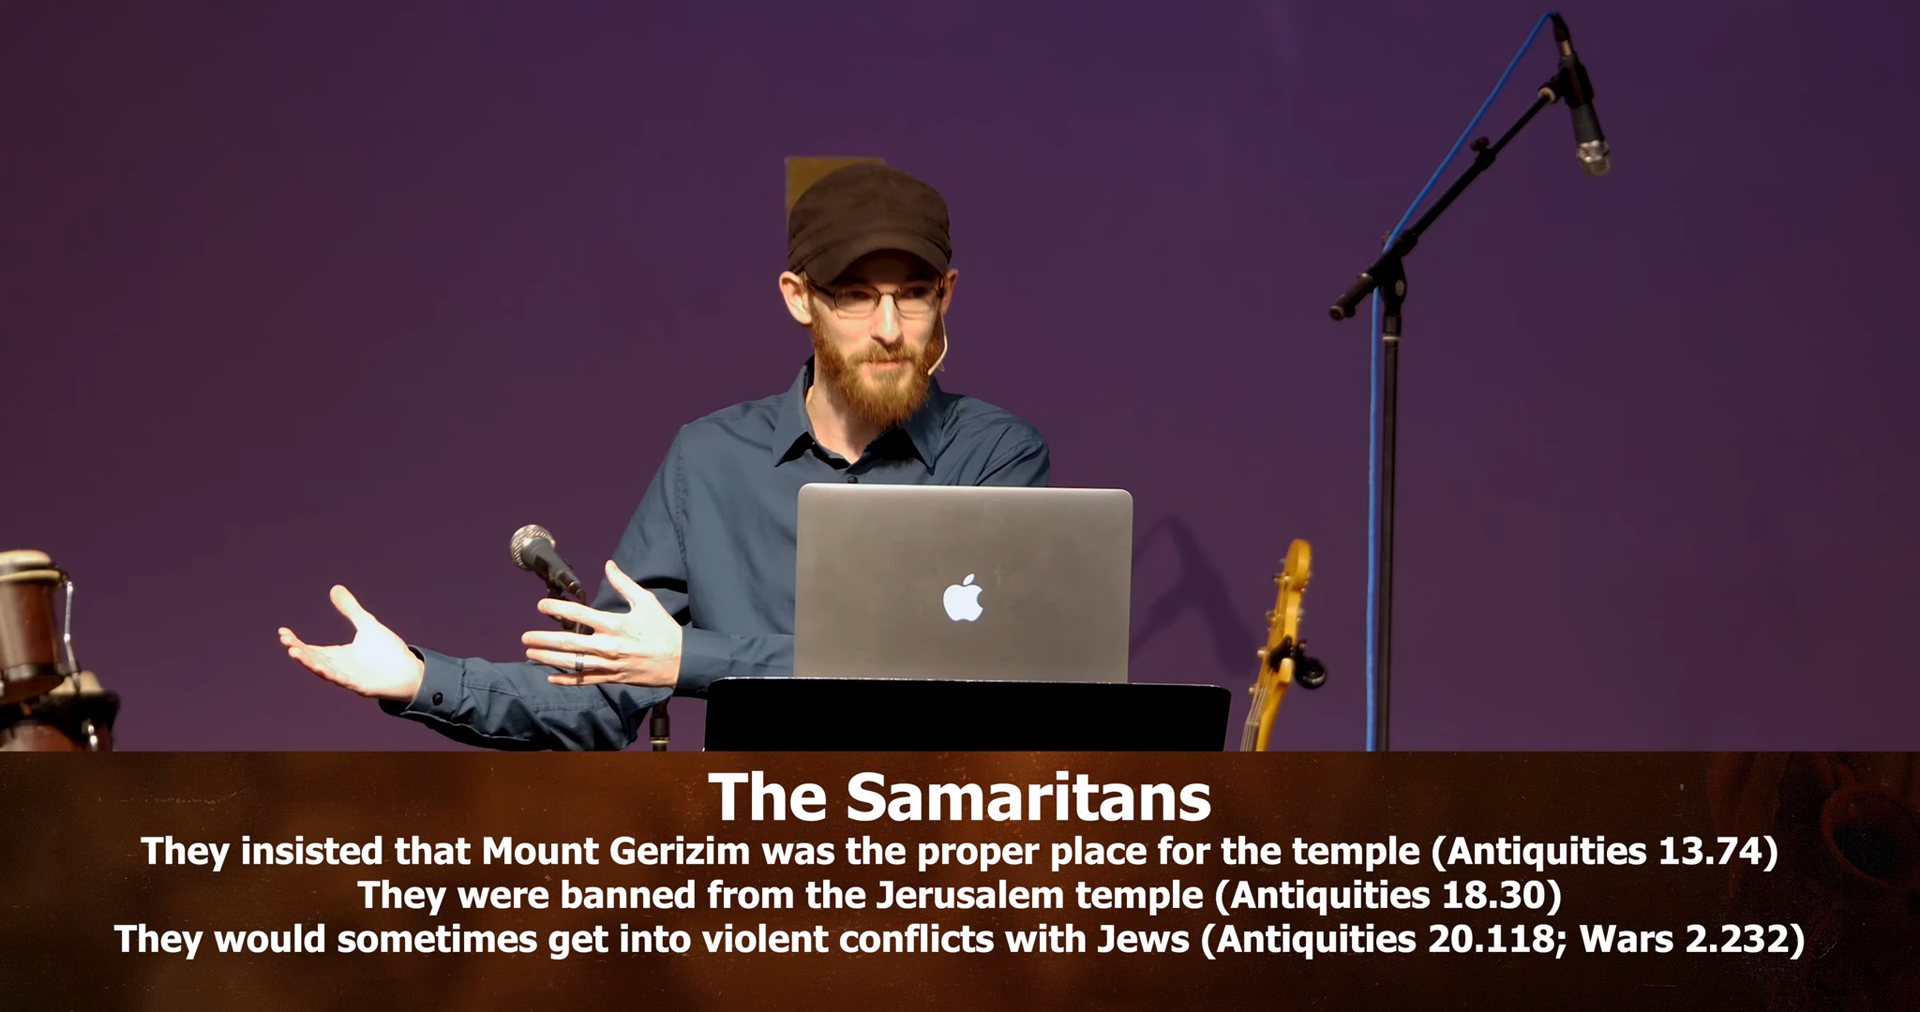 The Samaritans
They insisted that Mount Gerizim was the proper place for the temple (Antiquities 13.74)
They were banned from the Jerusalem temple (Antiquities 18.30)
They would sometimes get into violent conflicts with Jews (Antiquities 20.118; Wars 2.232)